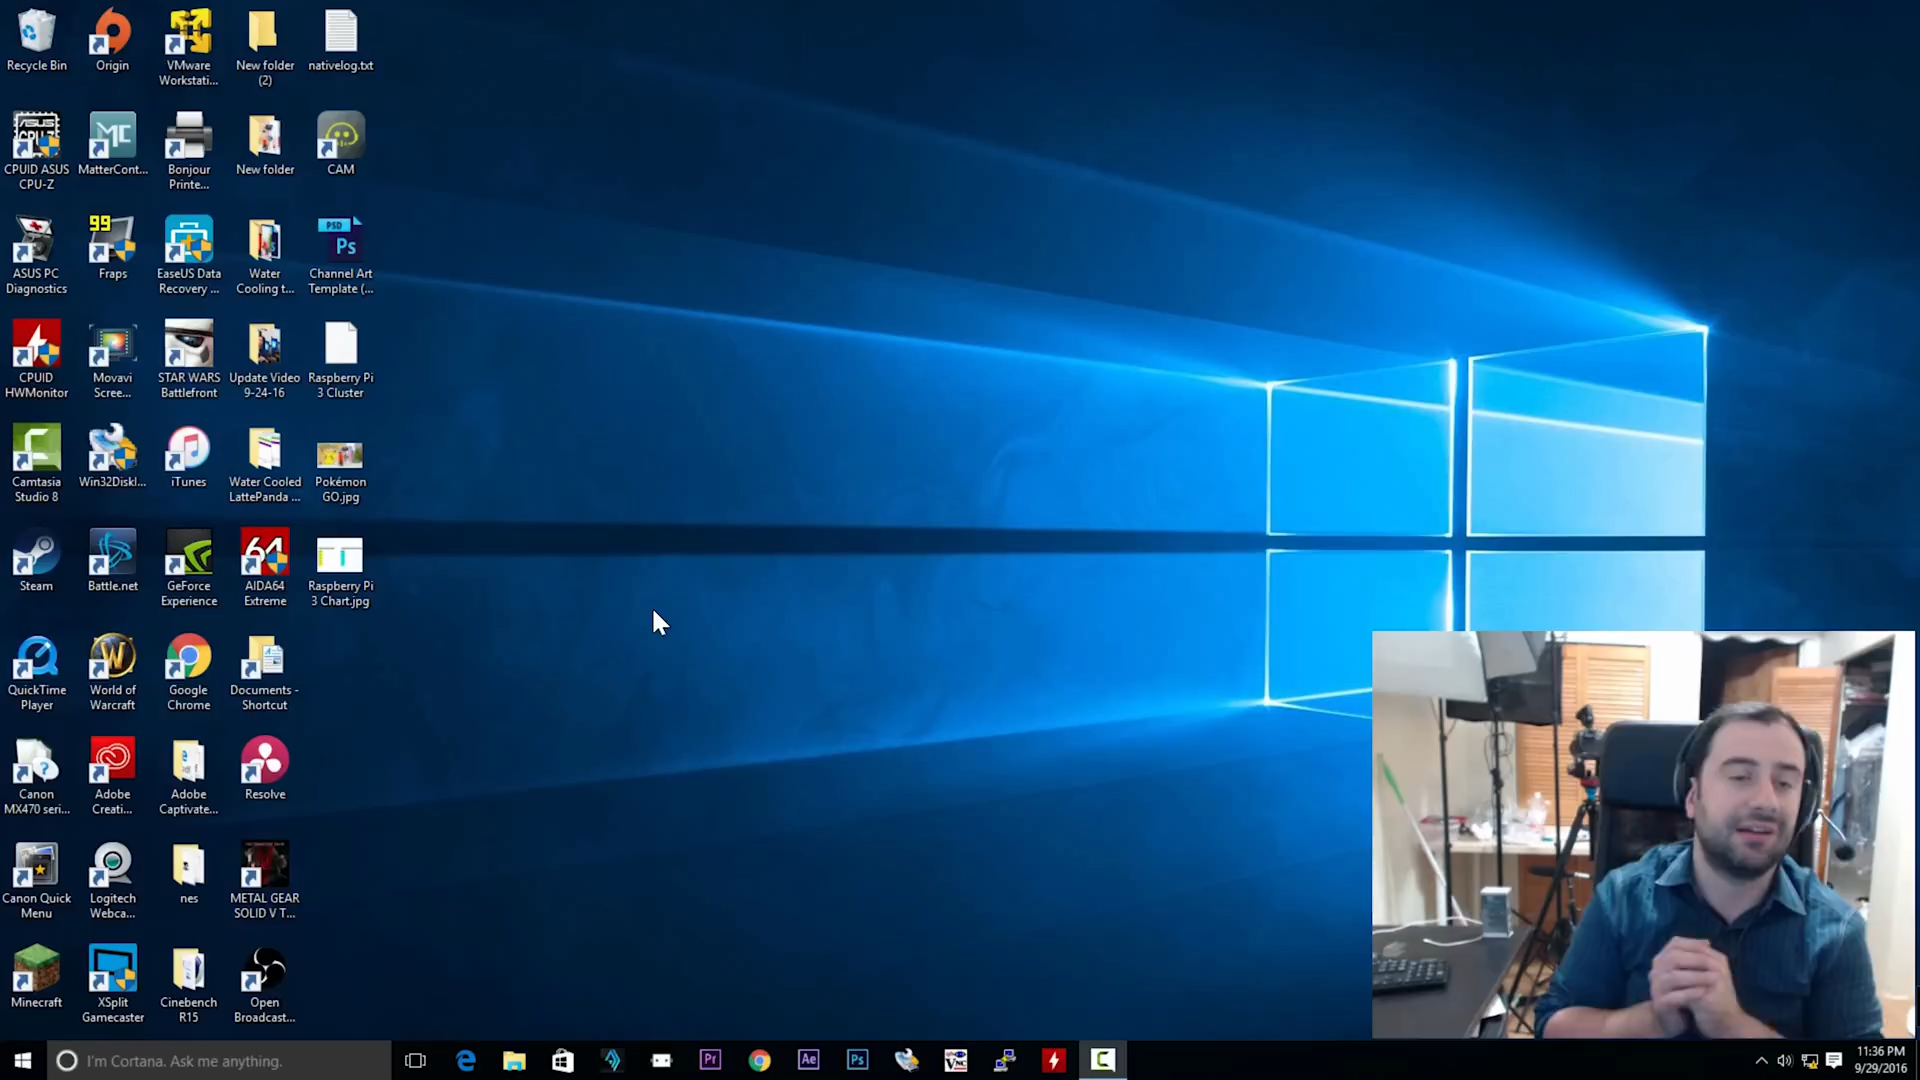 Recycle Bin
Origin
VMware
Workstati...
New folder
(2)
nativelog.txt
CPUID ASUS
CPU-Z
MatterCont...
Bonjour
Printe...
New folder
CAM
ASUS PC
Diagnostics
99
Fraps
EaseUS Data
Recovery ...
Water
Cooling t...
PSD
Ps
Channel Art
Template (...
CPUID
HWMonitor
Movavi
Scree...
STAR WARS
Battlefront
Update Video
9-24-16
Raspberry Pi
3 Cluster
Camtasia
Studio 8
Win32DiskI...
iTunes
Water Cooled
LattePanda ...
Pokémon
GO.jpg
Steam
Battle.net
GeForce
Experience
64
AIDA64
Extreme
Raspberry Pi
3 Chart.jpg
QuickTime
Player
World of
Warcraft
Google
Chrome
Documents -
Shortcut
Canon
MX470 seri...
Adobe
Creati...
Adobe
Captivate...
Resolve
Canon Quick
Menu
Logitech
Webca...
nes
METAL GEAR
SOLID V T...
Minecraft
XSplit
Gamecaster
Cinebench
R15
Open
Broadcast...
I'm Cortana. Ask me anything.
Pr
Ae
Ps
11:36 PM
9/29/2016